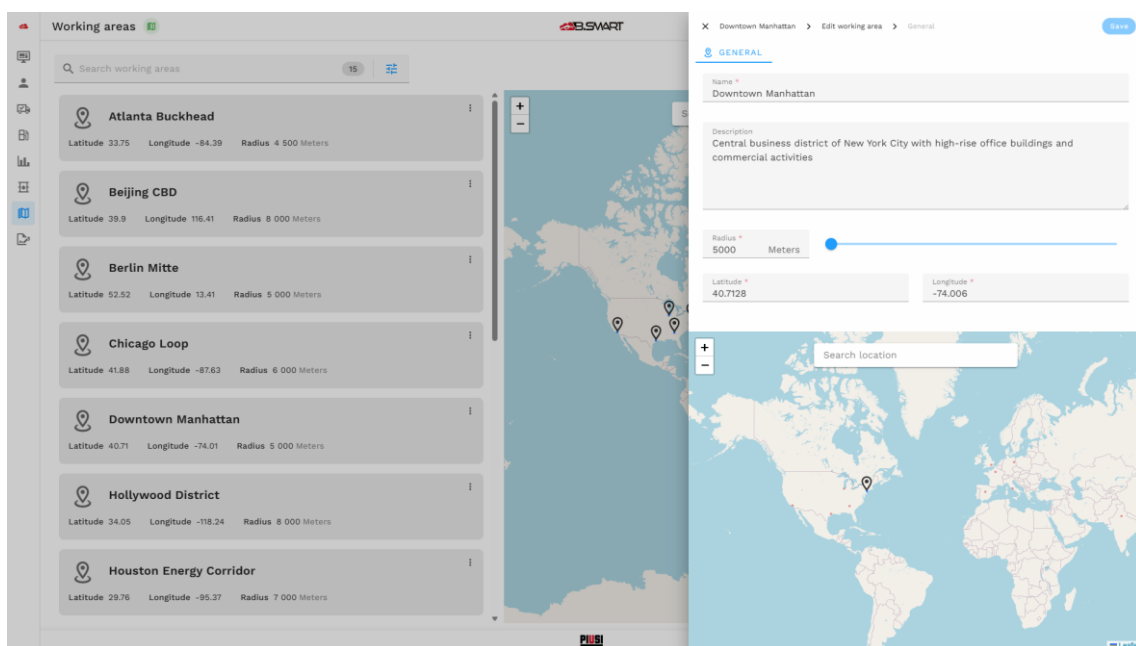 Working areas
B.SMART
Search working areas
15
Atlanta Buckhead
Latitude 33.75 Longitude -84.39 Radius 4 500 Meters
Beijing CBD
Latitude 39.9 Longitude 116.41 Radius 8 000 Meters
Berlin Mitte
Latitude 52.52 Longitude 13.41 Radius 5 000 Meters
Chicago Loop
Latitude 41.88 Longitude -87.63 Radius 6 000 Meters
Downtown Manhattan
Latitude 40.71 Longitude -74.01 Radius 5 000 Meters
Hollywood District
Latitude 34.05 Longitude -118.24 Radius 8 000 Meters
Houston Energy Corridor
Latitude 29.76 Longitude -95.37 Radius 7 000 Meters
+
−
PIUSI
Downtown Manhattan > Edit working area > General
Save
GENERAL
Name *
Downtown Manhattan
Description
Central business district of New York City with high-rise office buildings and
commercial activities
Radius *
5000 Meters
Latitude *
40.7128
Longitude *
-74.006
+
−
Search location